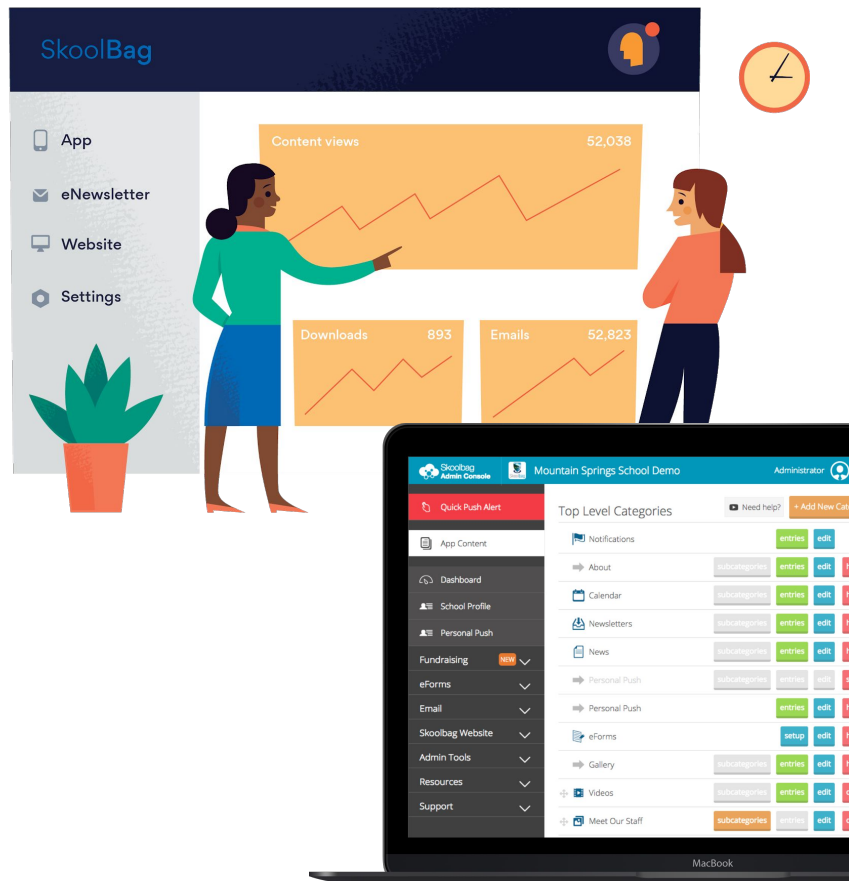 SkoolBag
App
eNewsletter
Website
Settings
Content views 52,038
Downloads 893
Emails 52,823
Skoolbag
Admin Console
Mountain Springs School Demo
Administrator
Quick Push Alert
App Content
Dashboard
School Profile
Personal Push
Fundraising NEW
eForms
Email
Skoolbag Website
Admin Tools
Resources
Support
Top Level Categories Need help? + Add New Cat
Notifications entries edit
About subcategories entries edit
Calendar subcategories entries edit
Newsletters subcategories entries edit
News subcategories entries edit
Personal Push subcategories entries edit
Personal Push entries edit
eForms setup edit
Gallery subcategories entries edit
Videos subcategories entries edit
Meet Our Staff subcategories entries edit
MacBook